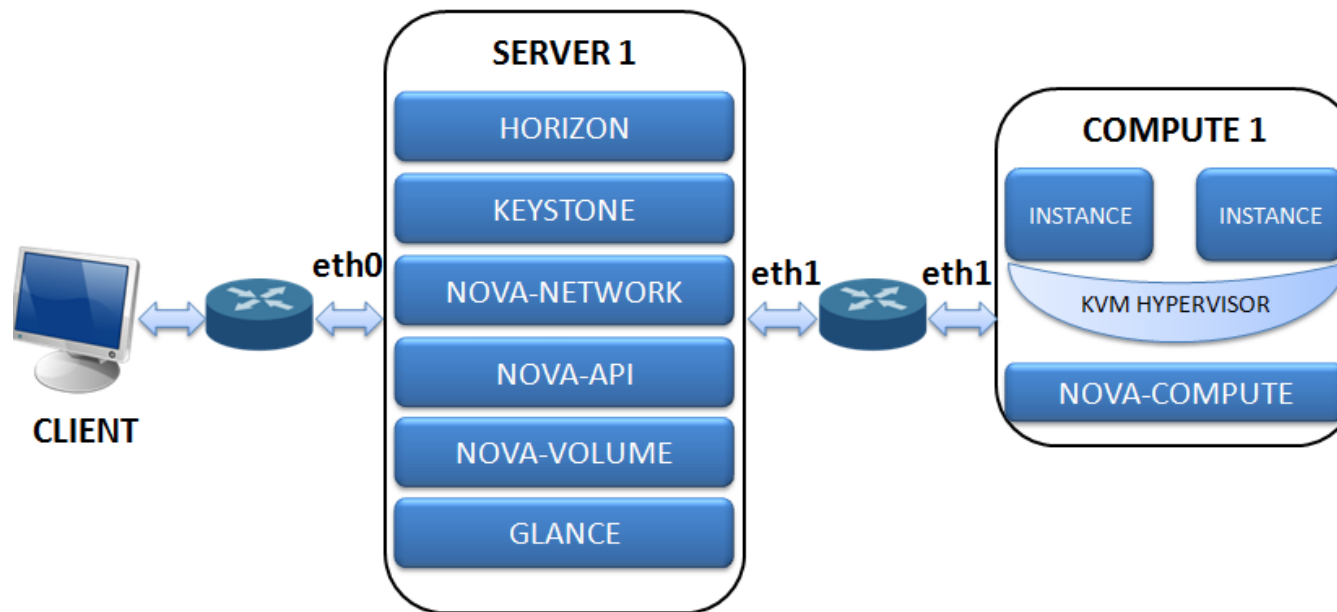 SERVER 1
HORIZON
KEYSTONE
NOVA-NETWORK
NOVA-API
NOVA-VOLUME
GLANCE
CLIENT
eth0
eth1
eth1
COMPUTE 1
INSTANCE
INSTANCE
KVM HYPERVISOR
NOVA-COMPUTE